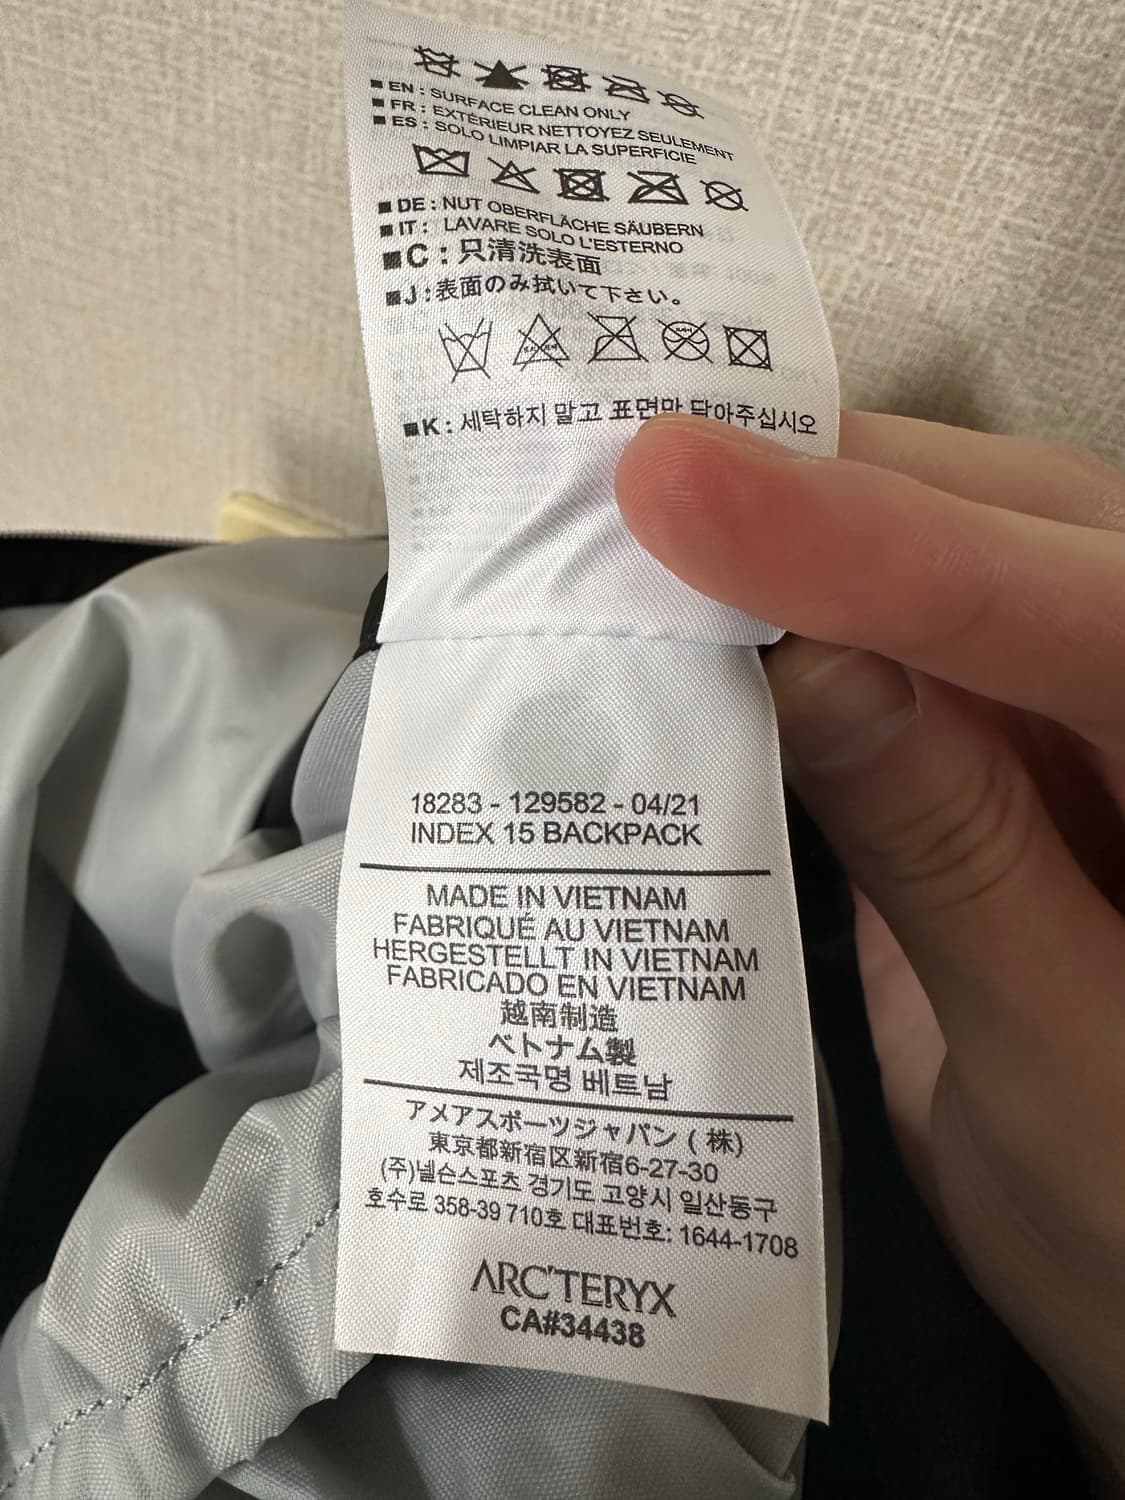 ■ EN : SURFACE CLEAN ONLY
■ FR : EXTÉRIEUR NETTOYEZ SEULEMENT
■ ES : SOLO LIMPIAR LA SUPERFICIE
■ DE : NUT OBERFLÄCHE SÄUBERN
■ IT : LAVARE SOLO L'ESTERNO
■C : 只清洗表面
■J : 表面のみ拭いて下さい。
■K : 세탁하지 말고 표면만 닦아주십시오
18283 - 129582 - 04/21
INDEX 15 BACKPACK
MADE IN VIETNAM
FABRIQUÉ AU VIETNAM
HERGESTELLT IN VIETNAM
FABRICADO EN VIETNAM
越南制造
ベトナム製
제조국명 베트남
アメアスポーツジャパン ( 株)
東京都新宿区新宿6-27-30
(주)넬슨스포츠 경기도 고양시 일산동구
호수로 358-39 710호 대표번호: 1644-1708
ARC'TERYX
CA#34438